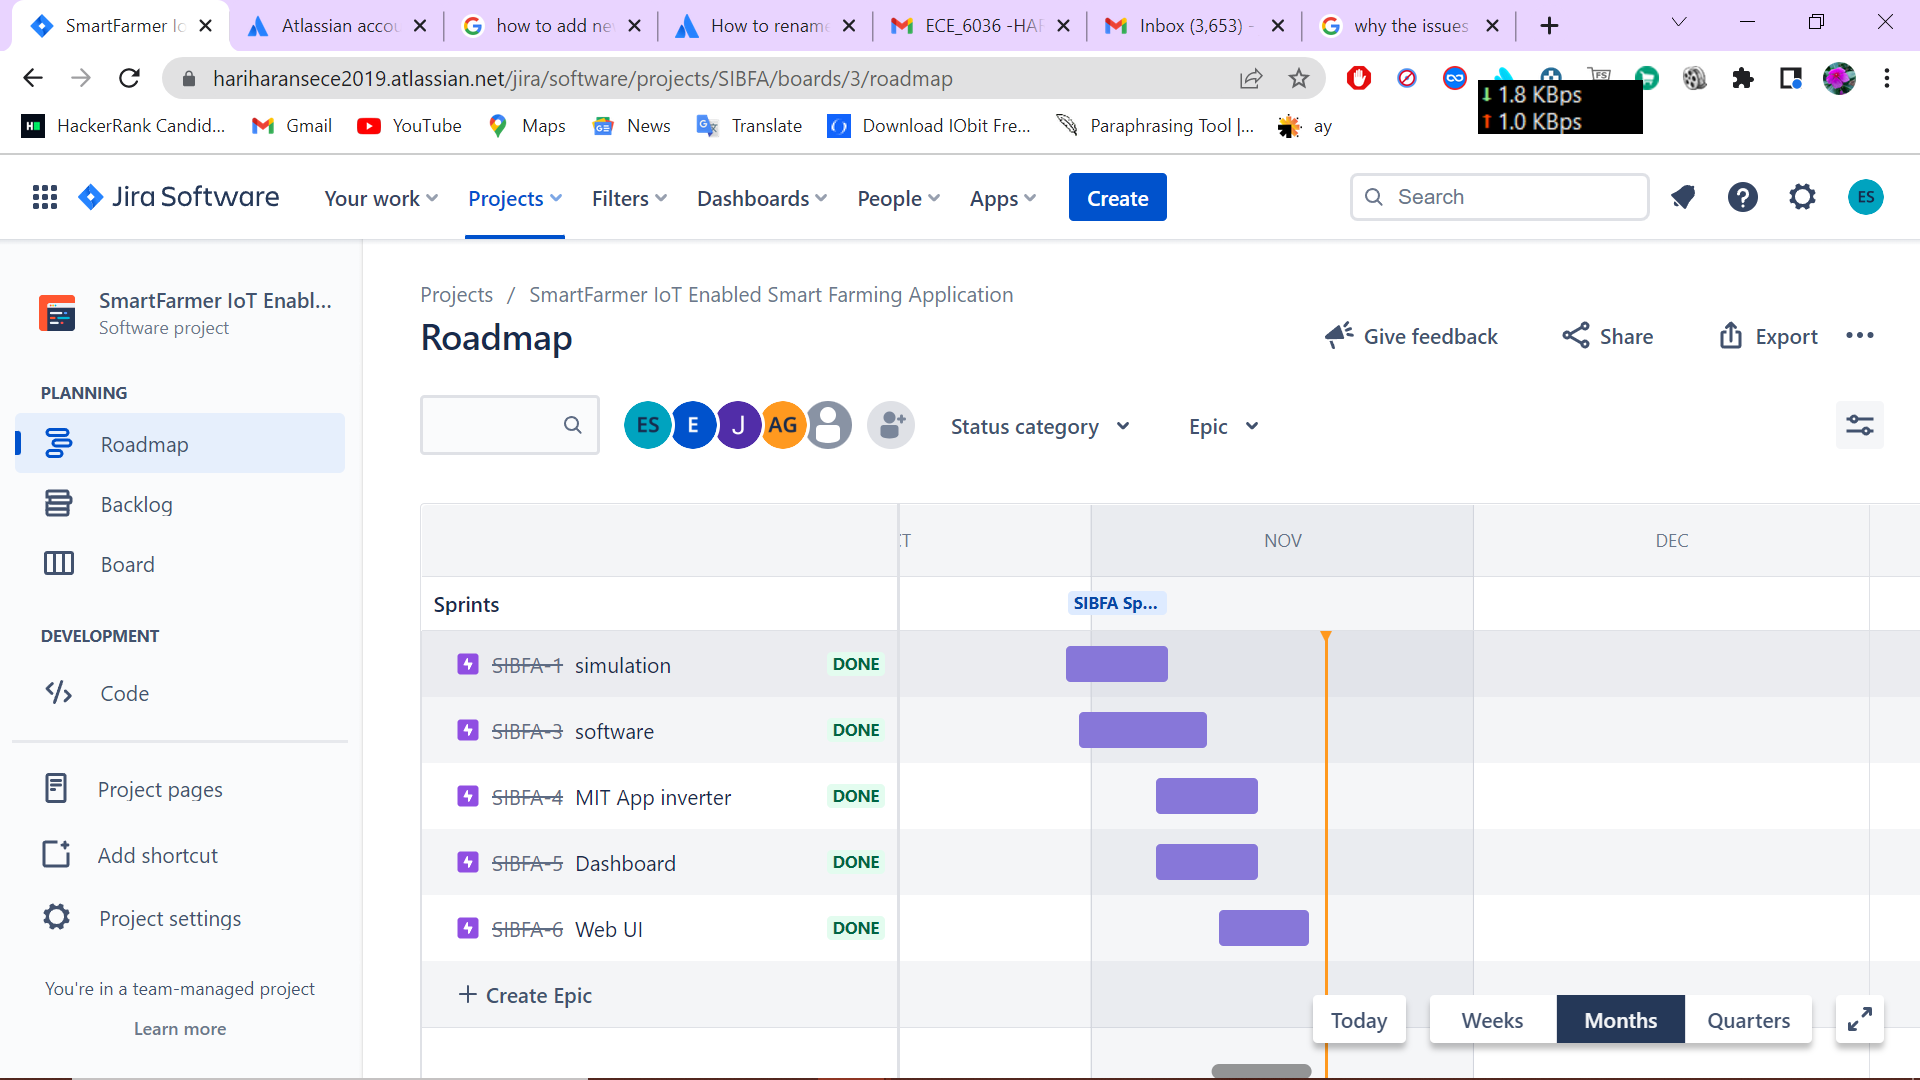 SmartFarmer Io
Atlassian accou
how to add ne
How to rename
ECE_6036 -HAR
Inbox (3,653) -
why the issues
hariharansece2019.atlassian.net/jira/software/projects/SIBFA/boards/3/roadmap
FS
1.8 KBps
1.0 KBps
HackerRank Candid...
Gmail
YouTube
Maps
News
Translate
Download IObit Fre...
Paraphrasing Tool |...
ay
Jira Software
Your work
Projects
Filters
Dashboards
People
Apps
Create
Search
ES
SmartFarmer IoT Enabl...
Software project
PLANNING
Roadmap
Backlog
Board
DEVELOPMENT
Code
Project pages
Add shortcut
Project settings
You're in a team-managed project
Learn more
Projects / SmartFarmer IoT Enabled Smart Farming Application
Roadmap
Give feedback
Share
Export
ES E J AG
Status category
Epic
NOV
DEC
Sprints
SIBFA Sp...
SIBFA-1 simulation DONE
SIBFA-3 software DONE
SIBFA-4 MIT App inverter DONE
SIBFA-5 Dashboard DONE
SIBFA-6 Web UI DONE
+ Create Epic
Today
Weeks
Months
Quarters